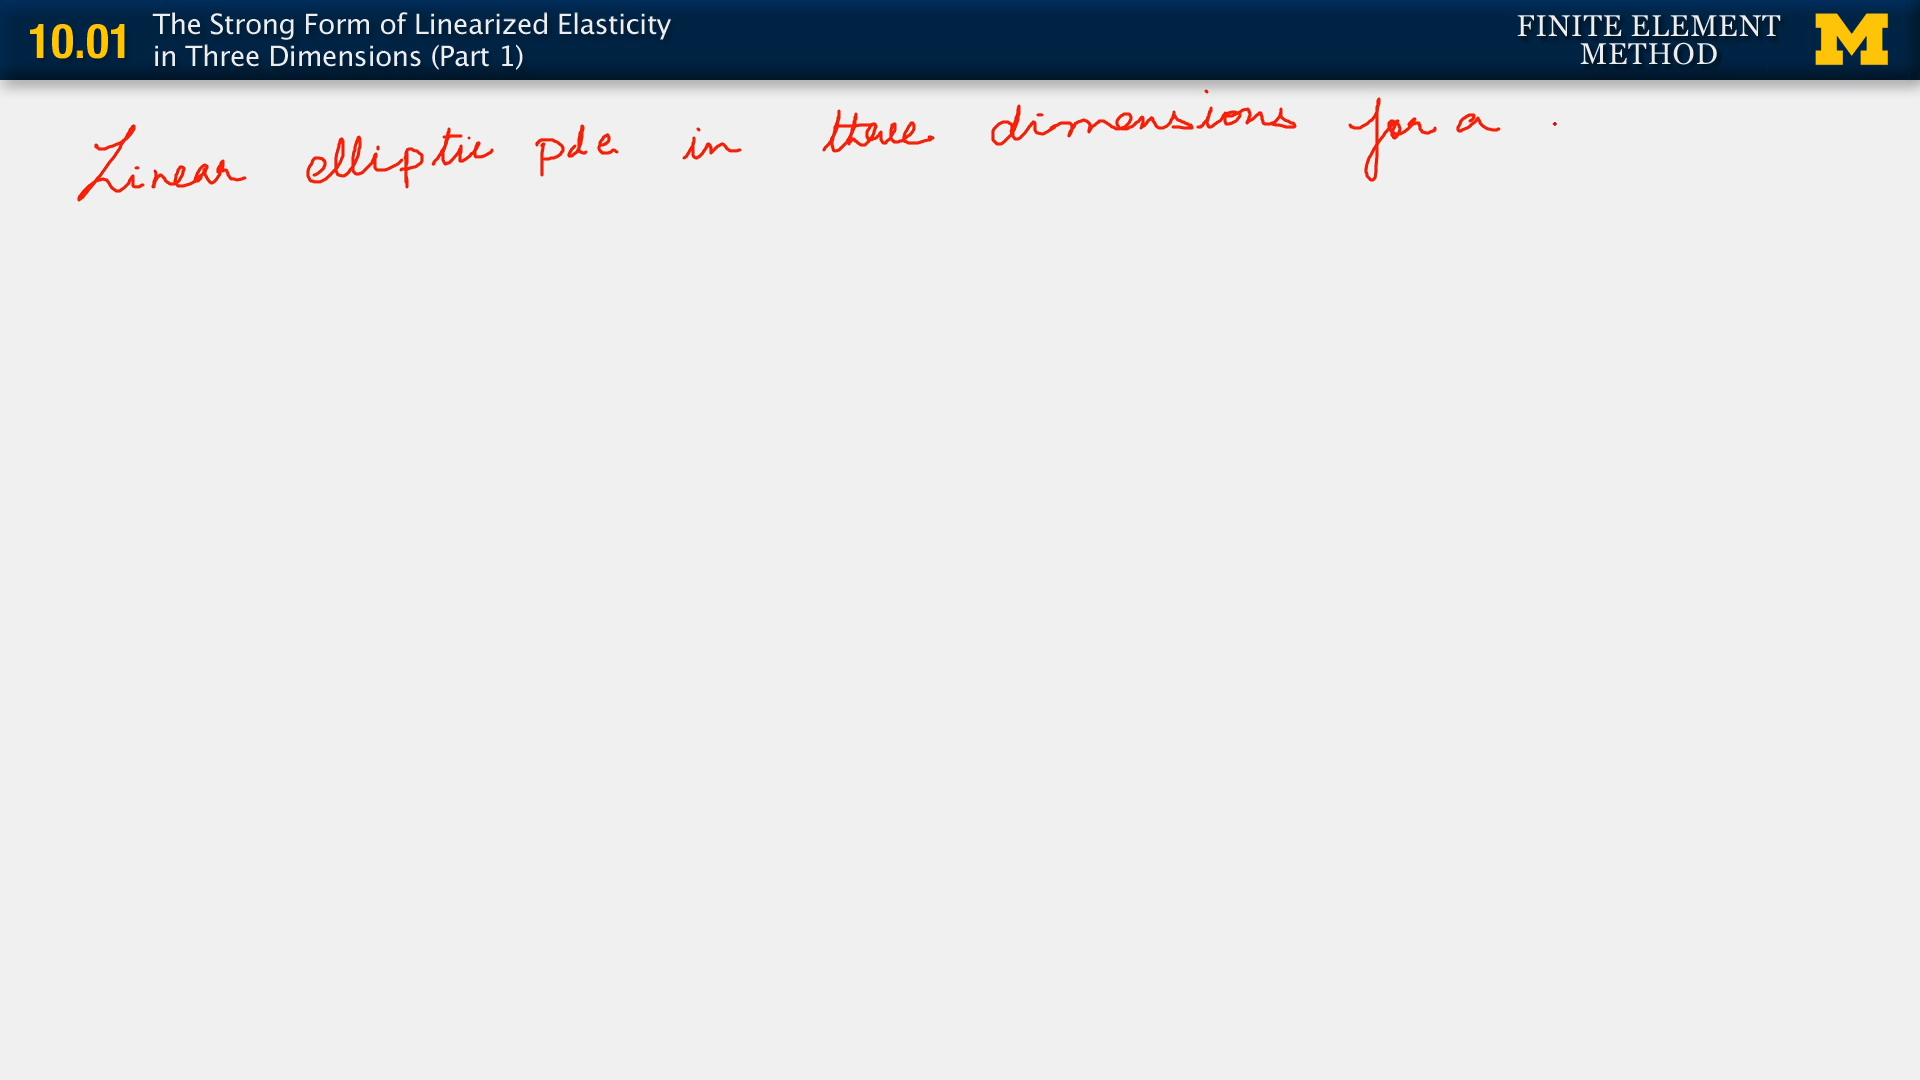 10.01
The Strong Form of Linearized Elasticity
in Three Dimensions (Part 1)
FINITE ELEMENT
METHOD
M
Linear elliptic pde in three dimensions for a